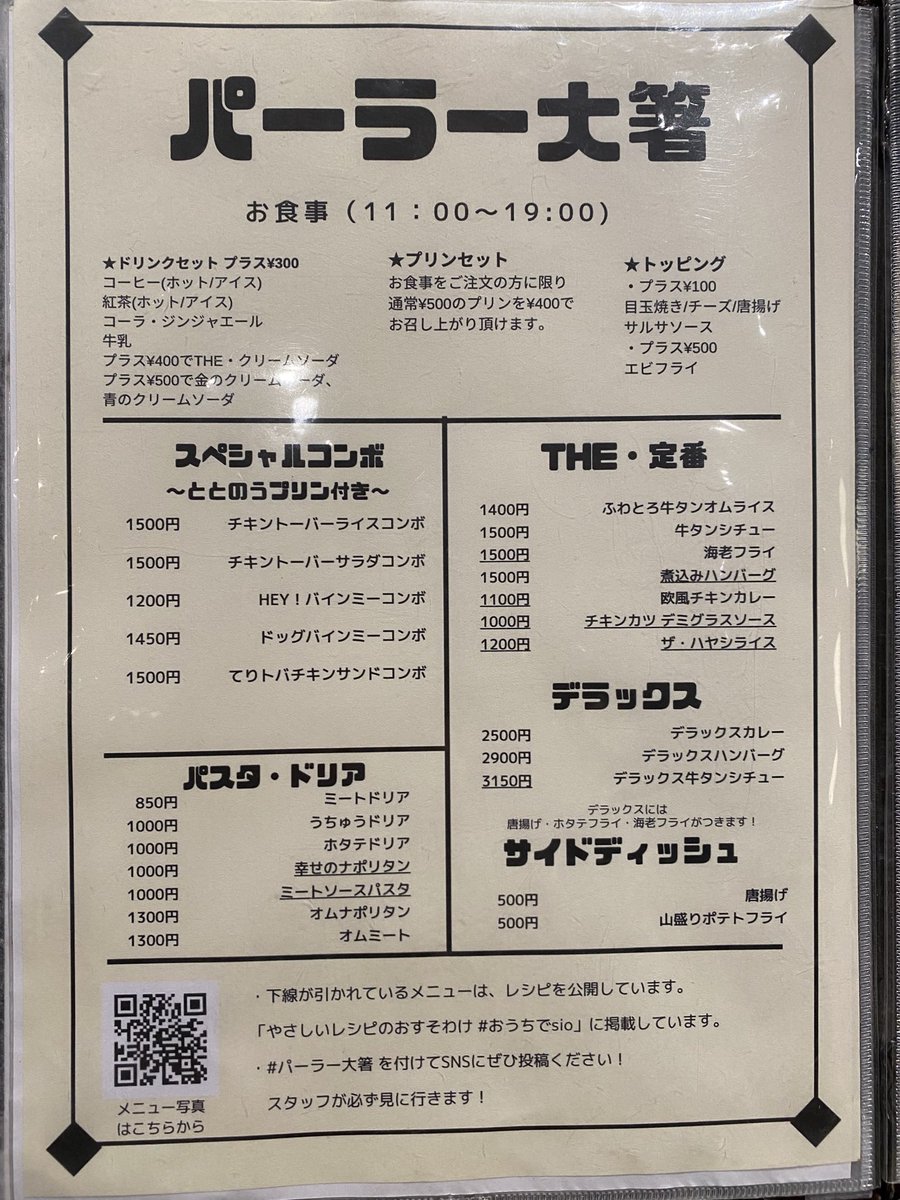 パーラー大箸
お食事（11：00〜19:00）
★ドリンクセット プラス¥300
コーヒー(ホット/アイス)
紅茶(ホット/アイス)
コーラ・ジンジャエール
牛乳
プラス¥400でTHE・クリームソーダ
プラス¥500で金のクリームソーダ、
青のクリームソーダ
★プリンセット
お食事をご注文の方に限り
通常¥500のプリンを¥400で
お召し上がり頂けます。
★トッピング
・プラス¥100
目玉焼き/チーズ/唐揚げ
サルサソース
・プラス¥500
エビフライ
スペシャルコンボ
〜ととのうプリン付き〜
1500円 チキントーバーライスコンボ
1500円 チキントーバーサラダコンボ
1200円 HEY！バインミーコンボ
1450円 ドッグバインミーコンボ
1500円 てりトバチキンサンドコンボ
パスタ・ドリア
850円 ミートドリア
1000円 うちゅうドリア
1000円 ホタテドリア
1000円 幸せのナポリタン
1000円 ミートソースパスタ
1300円 オムナポリタン
1300円 オムミート
THE・定番
1400円 ふわとろ牛タンオムライス
1500円 牛タンシチュー
1500円 海老フライ
1500円 煮込みハンバーグ
1100円 欧風チキンカレー
1000円 チキンカツ デミグラスソース
1200円 ザ・ハヤシライス
デラックス
2500円 デラックスカレー
2900円 デラックスハンバーグ
3150円 デラックス牛タンシチュー
デラックスには
唐揚げ・ホタテフライ・海老フライがつきます！
サイドディッシュ
500円 唐揚げ
500円 山盛りポテトフライ
メニュー写真
はこちらから
・下線が引かれているメニューは、レシピを公開しています。
「やさしいレシピのおすそわけ #おうちでsio」に掲載しています。
・#パーラー大箸 を付けてSNSにぜひ投稿ください！
スタッフが必ず見に行きます！